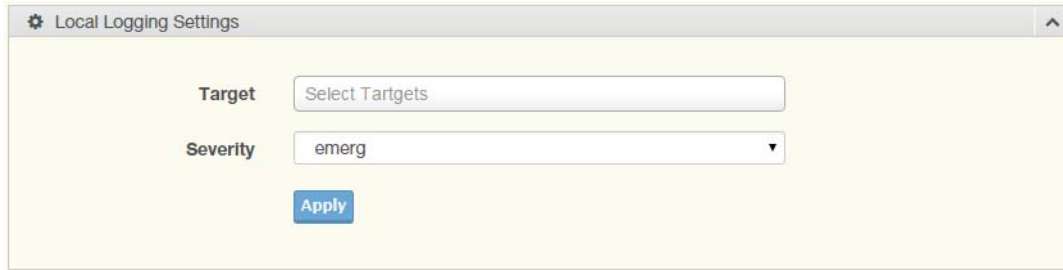 Local Logging Settings
Target
Select Tartgets
Severity
emerg
Apply